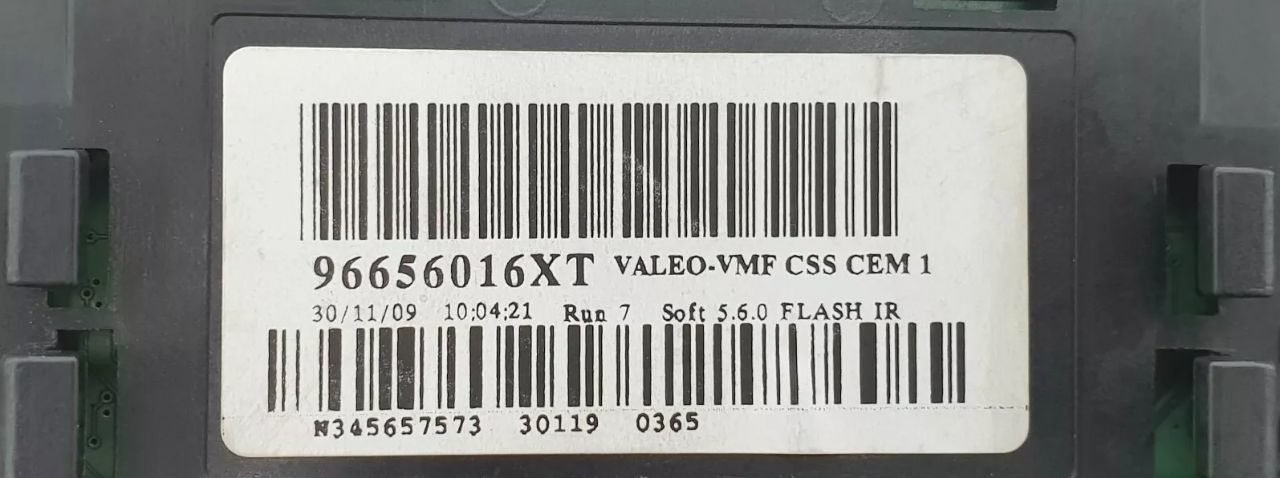 96656016XT VALEO-VMF CSS CEM 1
30/11/09 10;04;21 Run 7 Soft 5.6.0 FLASH IR
N345657573 30119 0365